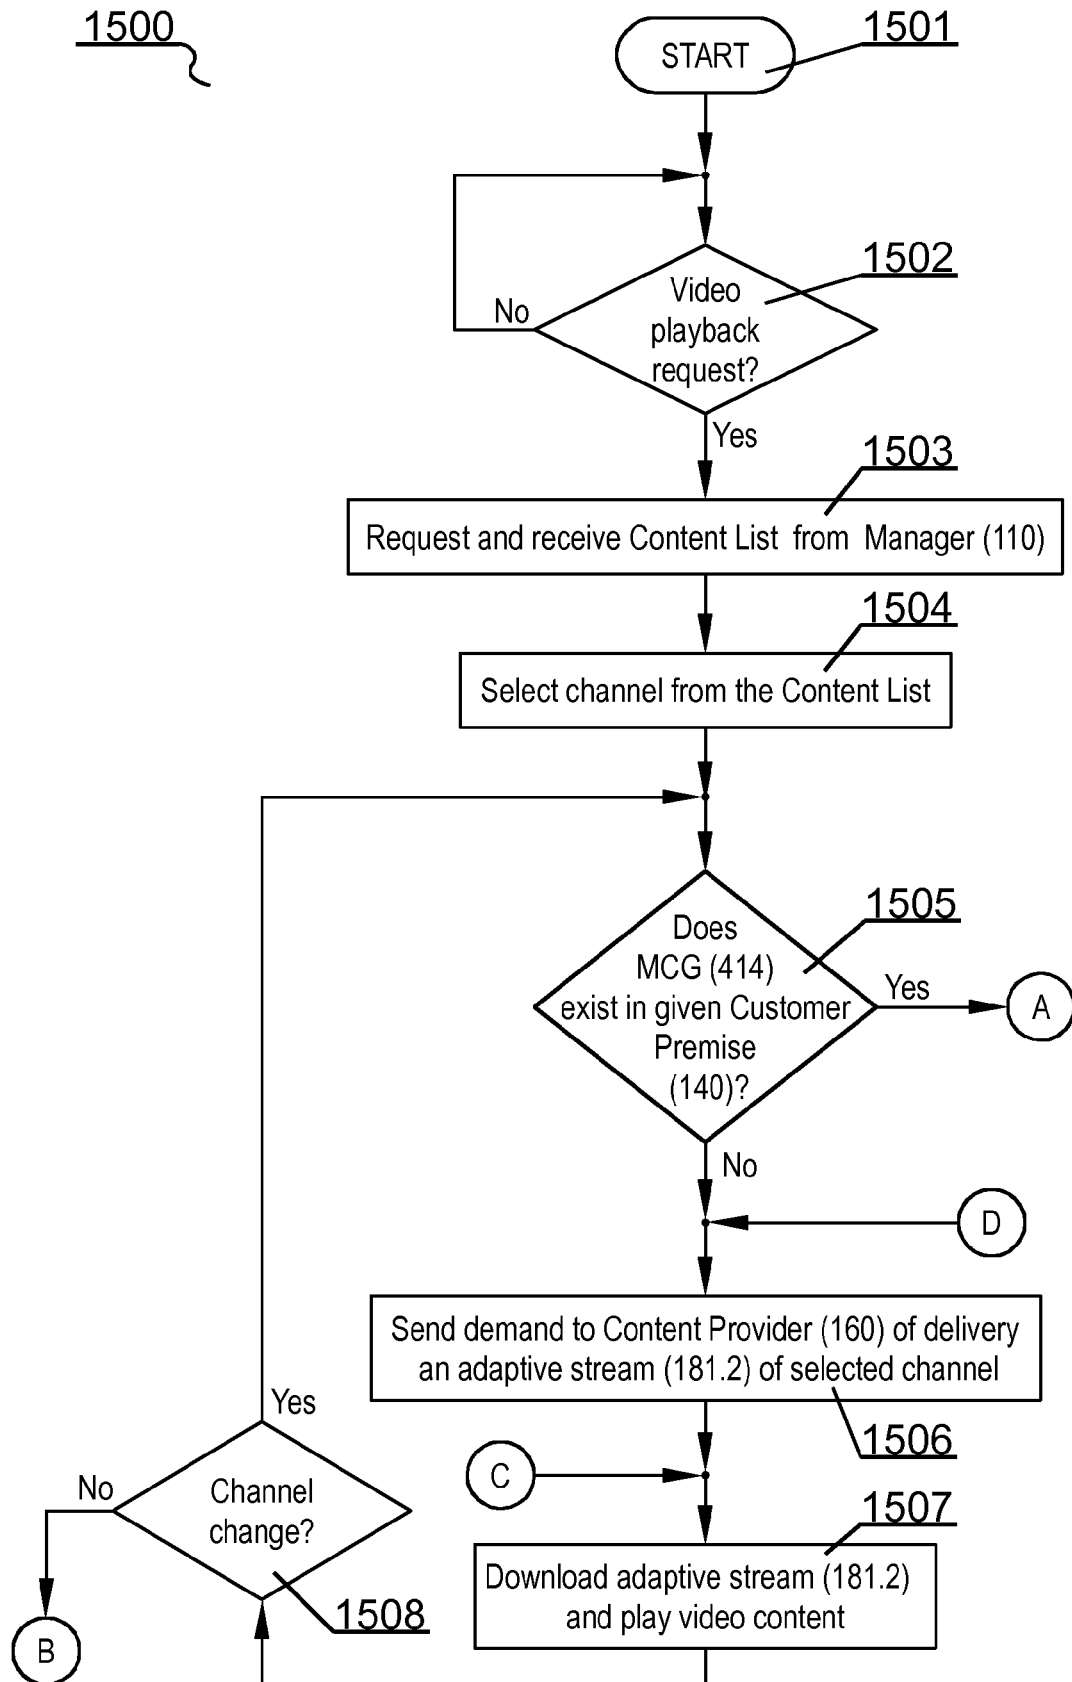 1500
START
1501
1502
Video
playback
request?
No
Yes
1503
Request and receive Content List from Manager (110)
1504
Select channel from the Content List
1505
Does
MCG (414)
exist in given Customer
Premise
(140)?
Yes
A
No
D
Send demand to Content Provider (160) of delivery
an adaptive stream (181.2) of selected channel
1506
Yes
C
No
Channel
change?
1507
Download adaptive stream (181.2)
and play video content
1508
B